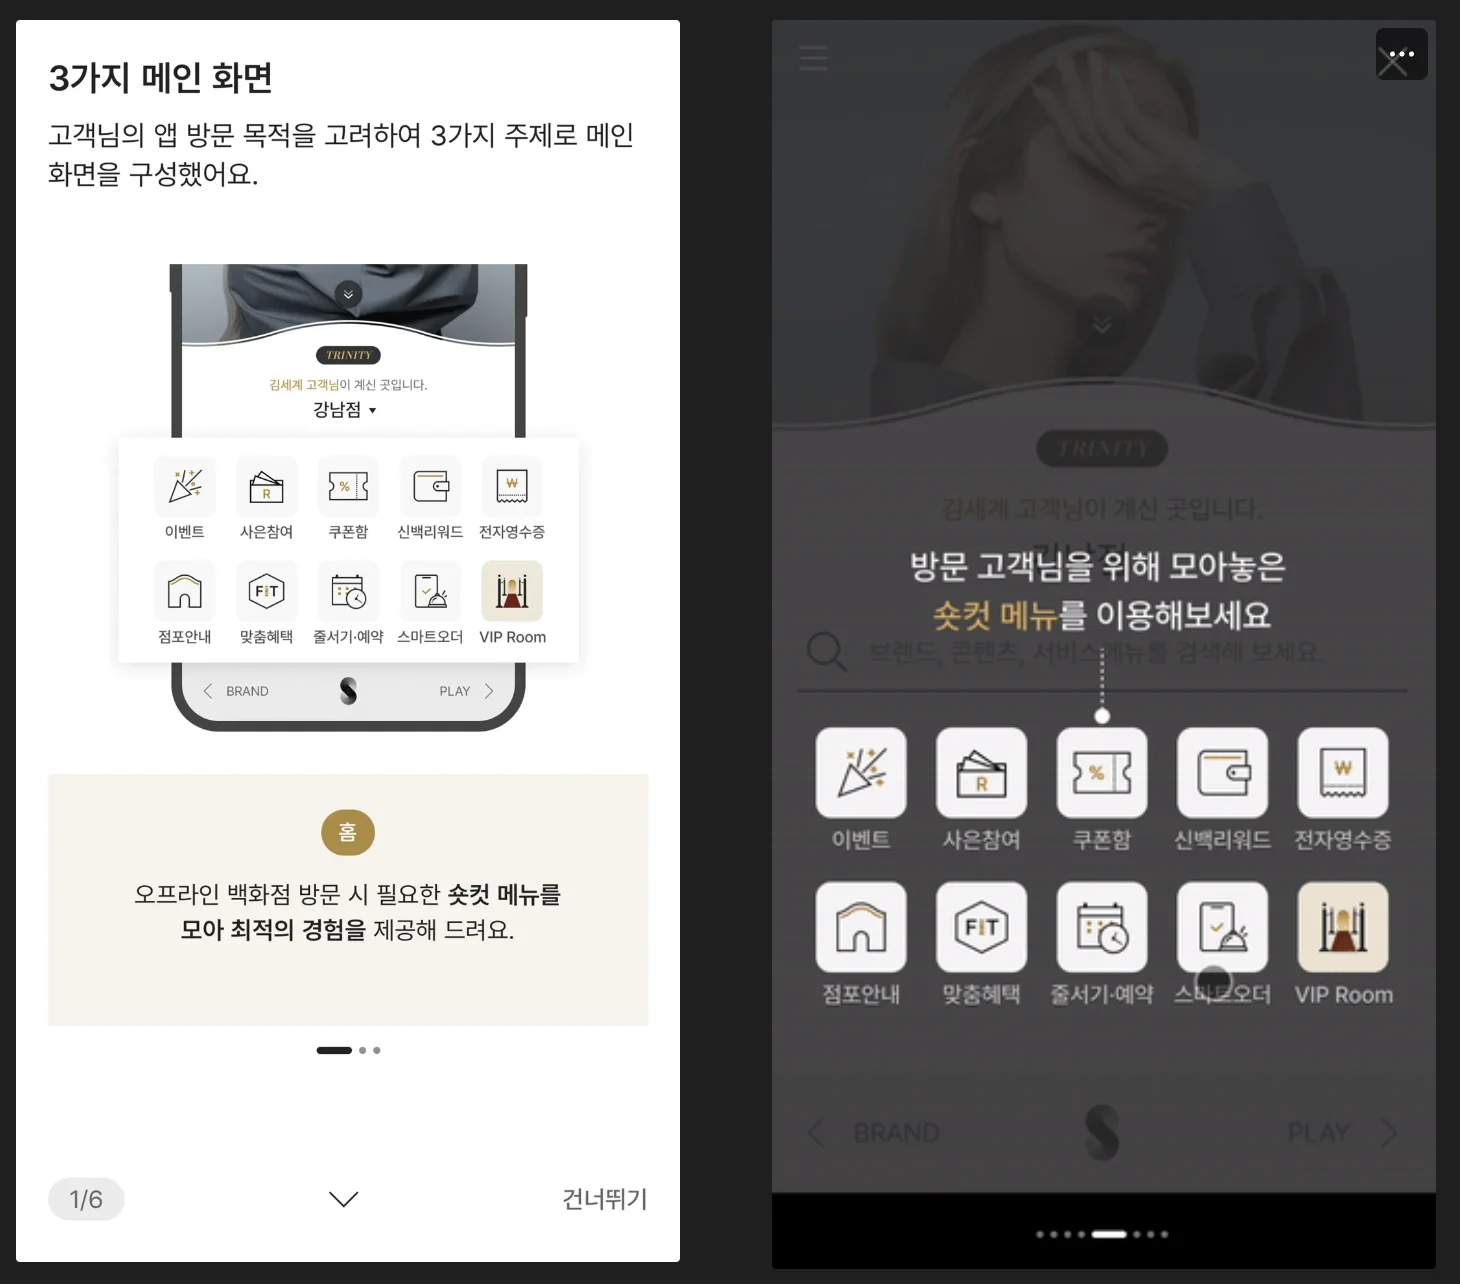 3가지 메인 화면
고객님의 앱 방문 목적을 고려하여 3가지 주제로 메인
화면을 구성했어요.
TRINITY
김세계 고객님이 계신 곳입니다.
강남점
R
%
₩
이벤트 사은참여 쿠폰함 신백리워드 전자영수증
FIT
점포안내 맞춤혜택 줄서기·예약 스마트오더 VIP Room
BRAND PLAY
홈
오프라인 백화점 방문 시 필요한 숏컷 메뉴를
모아 최적의 경험을 제공해 드려요.
1/6 건너뛰기
TRINITY
김세계 고객님이 계신 곳입니다.
방문 고객님을 위해 모아놓은
숏컷 메뉴를 이용해보세요
브랜드, 콘텐츠, 서비스메뉴를 검색해 보세요.
R
%
₩
이벤트 사은참여 쿠폰함 신백리워드 전자영수증
FIT
점포안내 맞춤혜택 줄서기·예약 스마트오더 VIP Room
BRAND PLAY